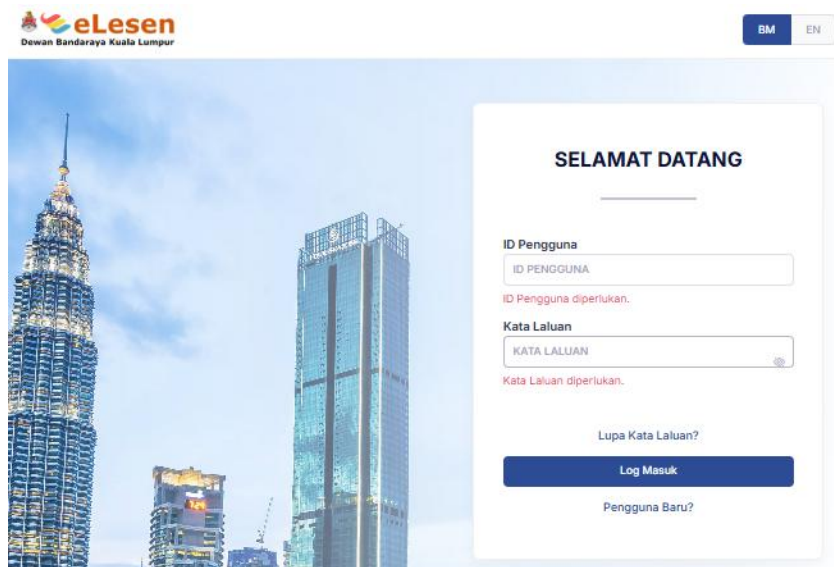 eLesen
Dewan Bandaraya Kuala Lumpur
BM EN
SELAMAT DATANG
ID Pengguna
ID PENGGUNA
ID Pengguna diperlukan.
Kata Laluan
KATA LALUAN
Kata Laluan diperlukan.
Lupa Kata Laluan?
Log Masuk
Pengguna Baru?